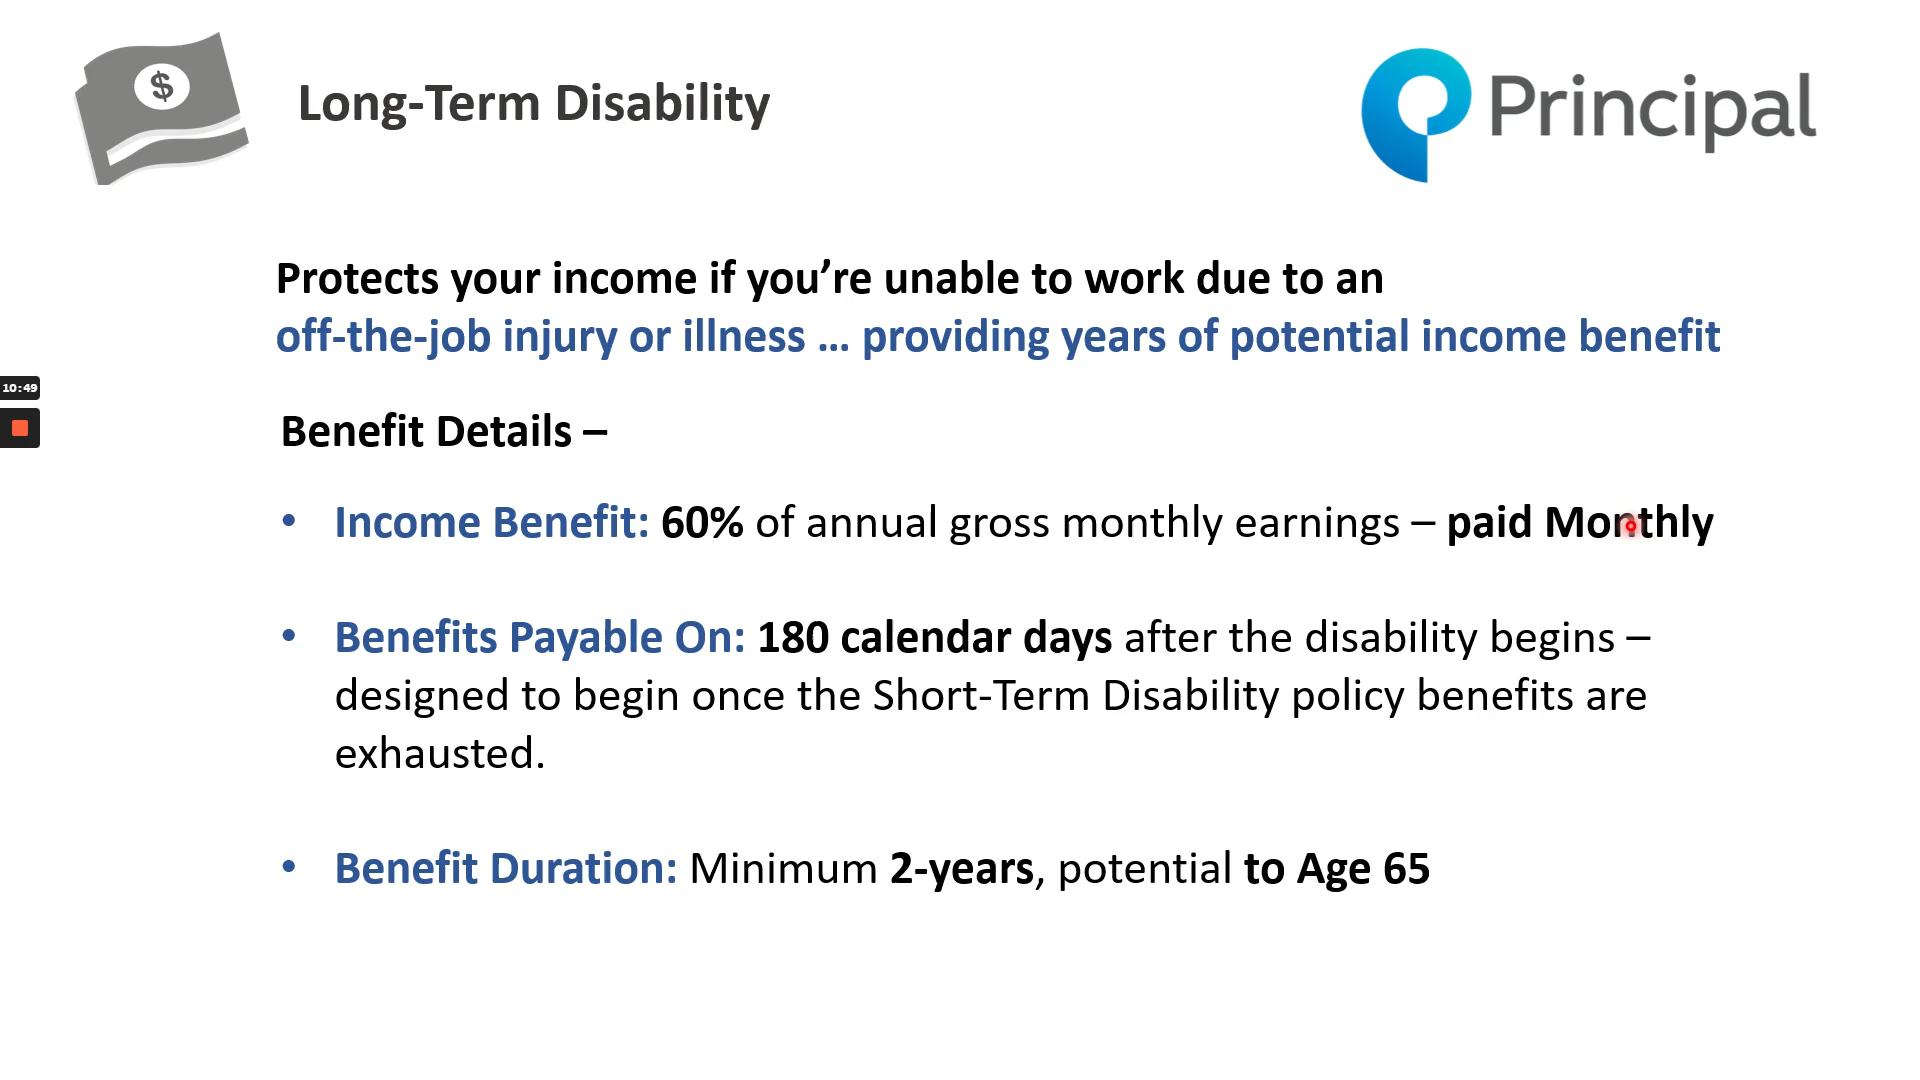 $
Long-Term Disability
Principal
Protects your income if you’re unable to work due to an
off-the-job injury or illness ... providing years of potential income benefit
10:49
Benefit Details –
• Income Benefit: 60% of annual gross monthly earnings – paid Monthly
• Benefits Payable On: 180 calendar days after the disability begins –
designed to begin once the Short-Term Disability policy benefits are
exhausted.
• Benefit Duration: Minimum 2-years, potential to Age 65